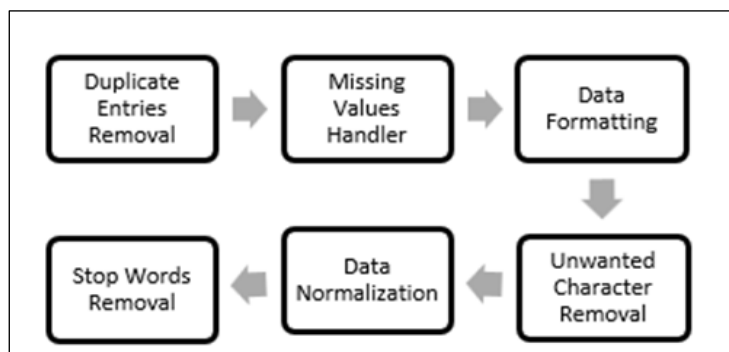 Duplicate
Entries
Removal
Missing
Values
Handler
Data
Formatting
Unwanted
Character
Removal
Data
Normalization
Stop Words
Removal